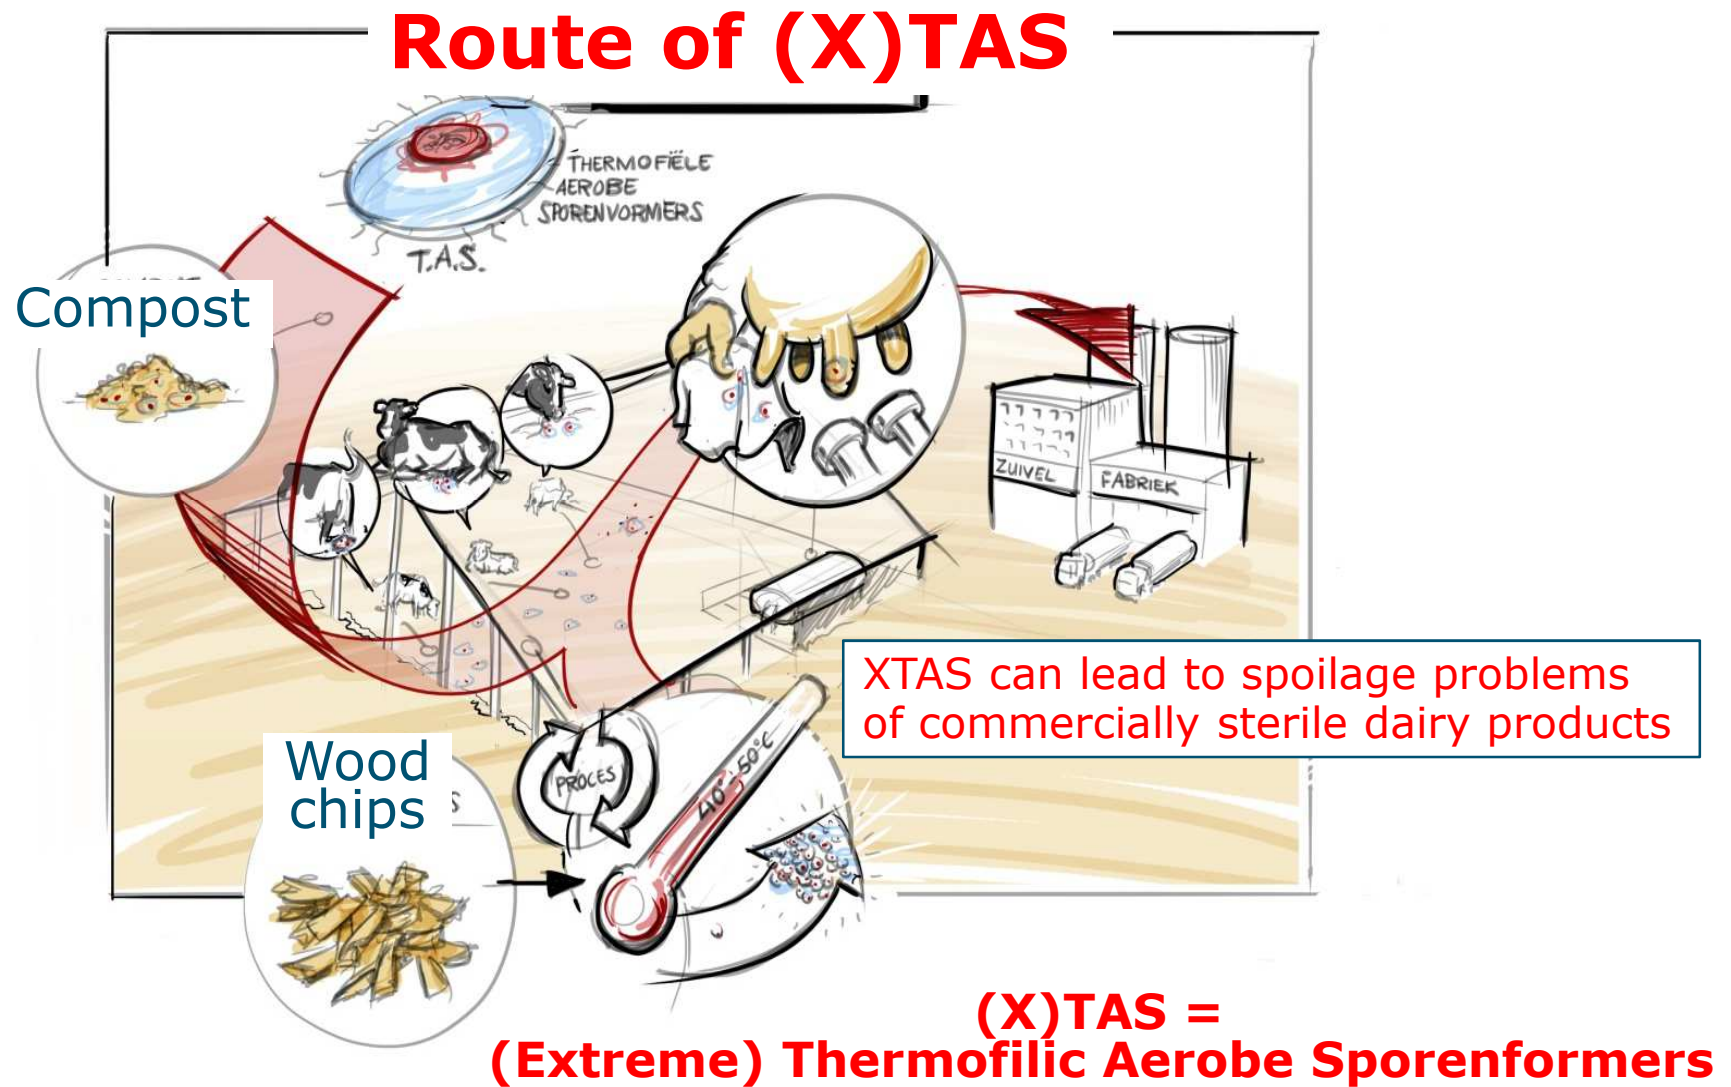 Route of (X)TAS
THERMOFIËLE
AEROBE
SPORENVORMERS
T.A.S.
Compost
ZUIVEL
FABRIEK
XTAS can lead to spoilage problems
of commercially sterile dairy products
Wood
chips
PROCES
40°-50°C
(X)TAS =
(Extreme) Thermofilic Aerobe Sporenformers